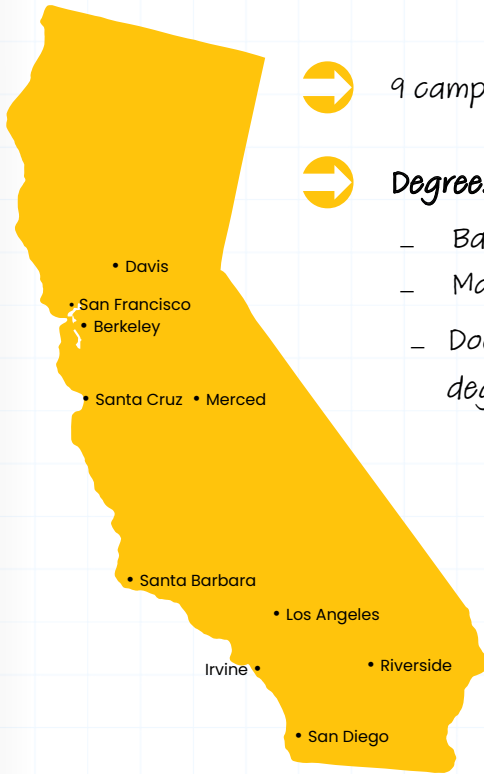 9 camp
Degree
Ba
Ma
Do
deg
Davis
San Francisco
Berkeley
Santa Cruz
Merced
Santa Barbara
Los Angeles
Irvine
Riverside
San Diego